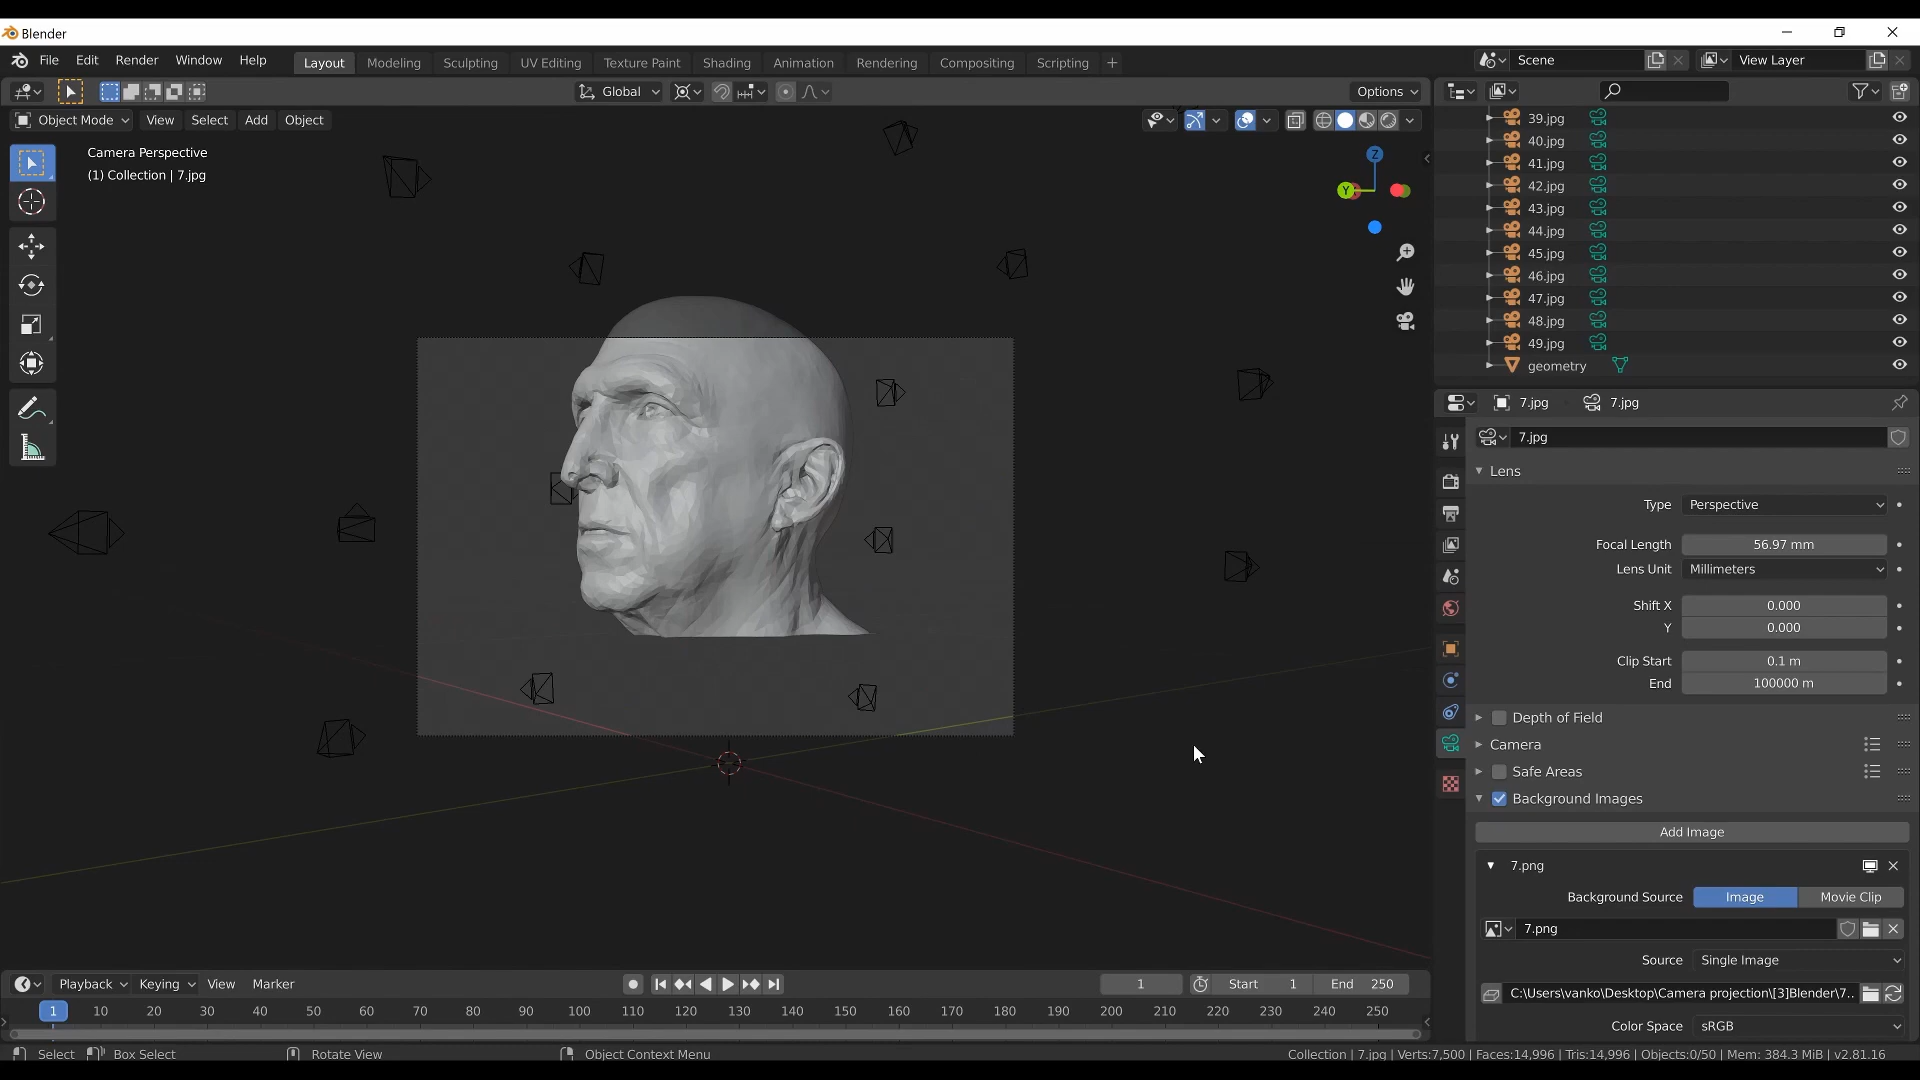 Blender
File Edit Render Window Help Layout Modeling Sculpting UV Editing Texture Paint Shading Animation Rendering Compositing Scripting + Scene View Layer
Global Options
Object Mode View Select Add Object
Camera Perspective
(1) Collection | 7.jpg
Z
Y
39.jpg
40.jpg
41.jpg
42.jpg
43.jpg
44.jpg
45.jpg
46.jpg
47.jpg
48.jpg
49.jpg
geometry
7.jpg 7.jpg
7.jpg
Lens
Type Perspective
Focal Length 56.97 mm
Lens Unit Millimeters
Shift X 0.000
Y 0.000
Clip Start 0.1 m
End 100000 m
Depth of Field
Camera
Safe Areas
Background Images
Add Image
7.png
Background Source Image Movie Clip
7.png
Source Single Image
C:\Users\vanko\Desktop\Camera projection\[3]Blender\7..
Color Space sRGB
Playback Keying View Marker 1 Start 1 End 250
1 10 20 30 40 50 60 70 80 90 100 110 120 130 140 150 160 170 180 190 200 210 220 230 240 250
Select Box Select Rotate View Object Context Menu Collection | 7.jpg | Verts:7,500 | Faces:14,996 | Tris:14,996 | Objects:0/50 | Mem: 384.3 MiB | v2.81.16